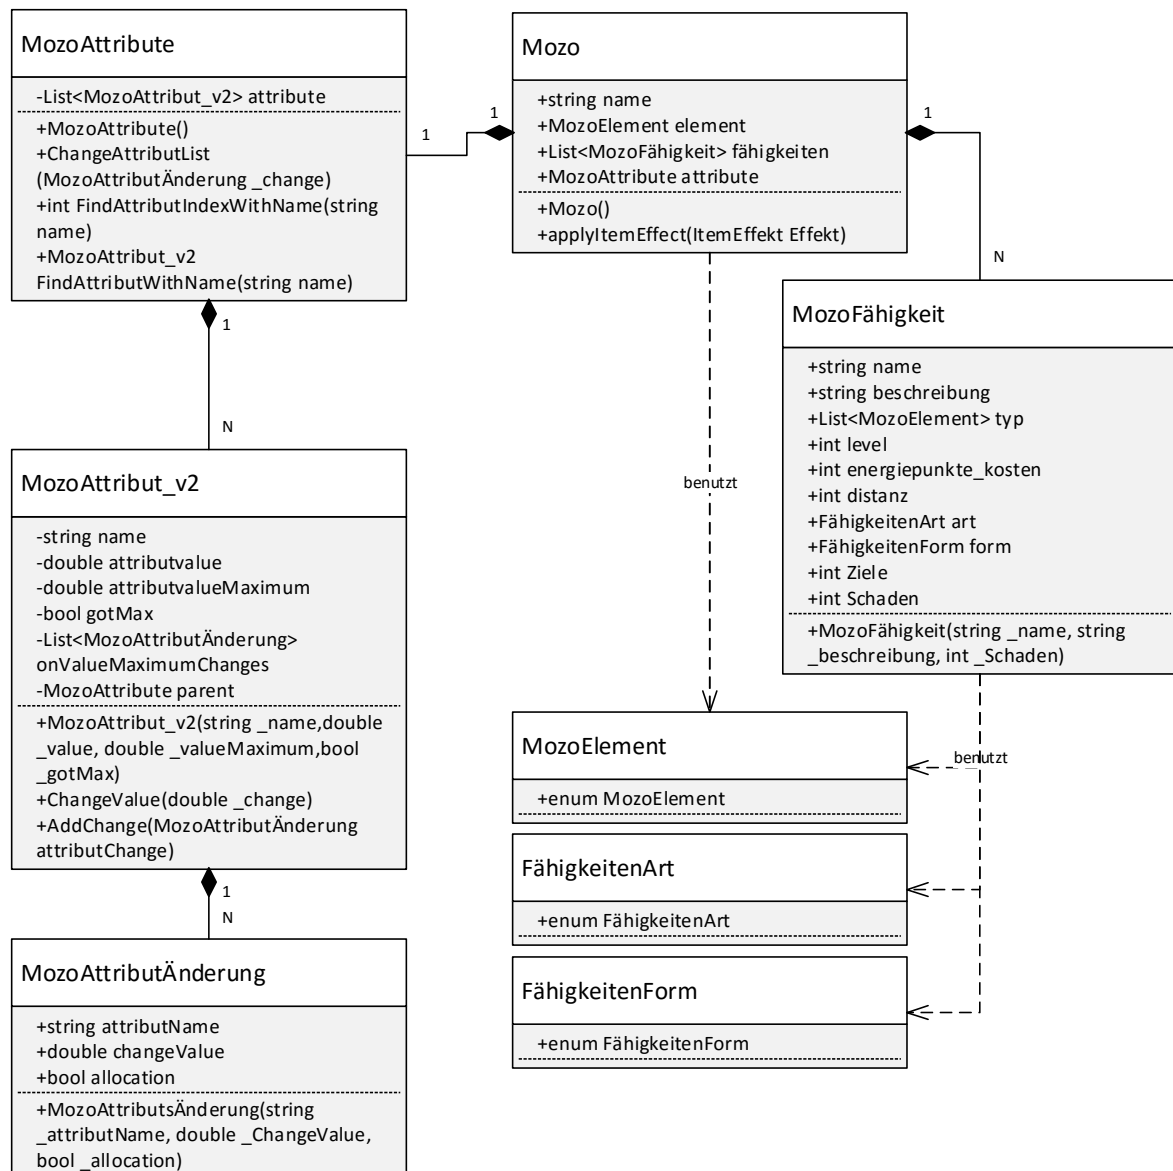 MozoAttribute
-List<MozoAttribut_v2> attribute
+MozoAttribute()
+ChangeAttributList
(MozoAttributÄnderung _change)
+int FindAttributIndexWithName(string
name)
+MozoAttribut_v2
FindAttributWithName(string name)
1
1
Mozo
+string name
+MozoElement element
+List<MozoFähigkeit> fähigkeiten
+MozoAttribute attribute
+Mozo()
+applyItemEffect(ItemEffekt Effekt)
1
N
MozoFähigkeit
+string name
+string beschreibung
+List<MozoElement> typ
+int level
+int energiepunkte_kosten
+int distanz
+FähigkeitenArt art
+FähigkeitenForm form
+int Ziele
+int Schaden
+MozoFähigkeit(string _name, string
_beschreibung, int _Schaden)
1
N
MozoAttribut_v2
-string name
-double attributvalue
-double attributvalueMaximum
-bool gotMax
-List<MozoAttributÄnderung>
onValueMaximumChanges
-MozoAttribute parent
+MozoAttribut_v2(string _name,double
_value, double _valueMaximum,bool
_gotMax)
+ChangeValue(double _change)
+AddChange(MozoAttributÄnderung
attributChange)
benutzt
MozoElement
+enum MozoElement
benutzt
FähigkeitenArt
+enum FähigkeitenArt
FähigkeitenForm
+enum FähigkeitenForm
1
N
MozoAttributÄnderung
+string attributName
+double changeValue
+bool allocation
+MozoAttributsÄnderung(string
_attributName, double _ChangeValue,
bool _allocation)